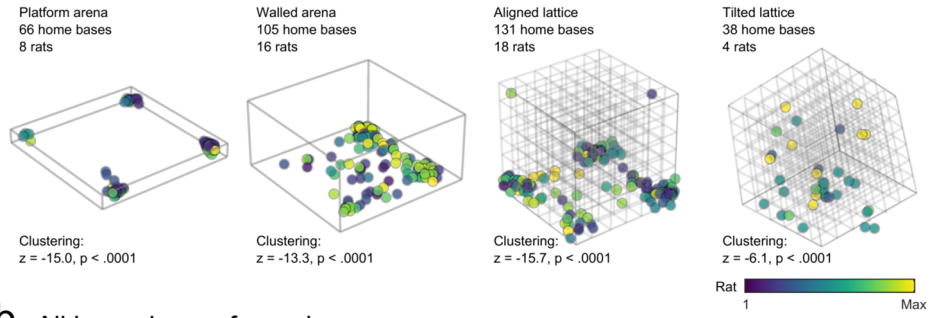 Platform arena
66 home bases
8 rats
Walled arena
105 home bases
16 rats
Aligned lattice
131 home bases
18 rats
Tilted lattice
38 home bases
4 rats
Clustering:
z = -15.0, p < .0001
Clustering:
z = -13.3, p < .0001
Clustering:
z = -15.7, p < .0001
Clustering:
z = -6.1, p < .0001
Rat
1 Max